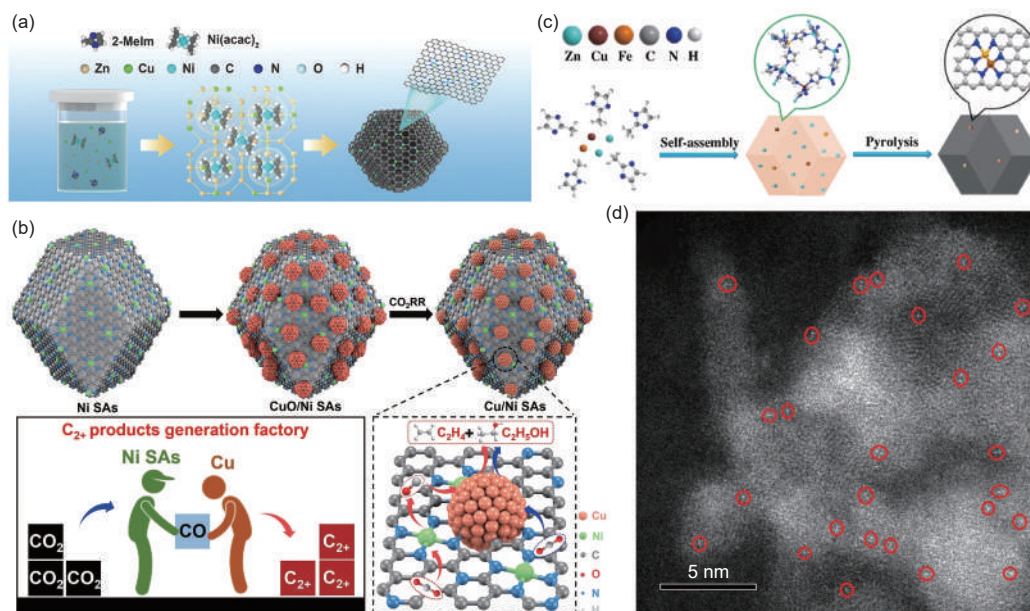 (a)
2-MeIm Ni(acac)2
Zn Cu Ni C N O H
(c)
Zn Cu Fe C N H
Self-assembly
Pyrolysis
(b)
CO2RR
Ni SAs
CuO/Ni SAs
Cu/Ni SAs
C2+ products generation factory
Ni SAs Cu
CO
CO2
CO2 CO2
C2+
C2+ C2+
C2H4+ C2H5OH
Cu
Ni
C
O
N
H
(d)
5 nm